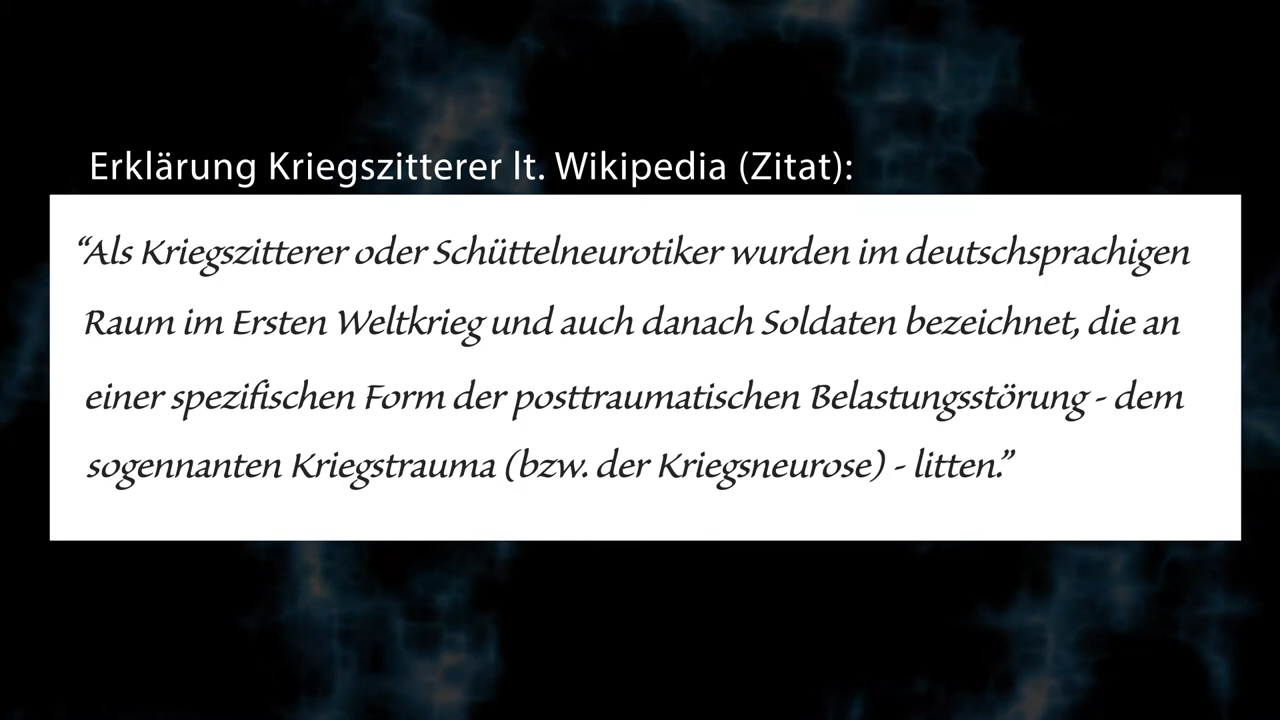 Erklärung Kriegszitterer lt. Wikipedia (Zitat):
“Als Kriegszitterer oder Schüttelneurotiker wurden im deutschsprachigen
Raum im Ersten Weltkrieg und auch danach Soldaten bezeichnet, die an
einer spezifischen Form der posttraumatischen Belastungsstörung - dem
sogennanten Kriegstrauma (bzw. der Kriegsneurose) - litten.”